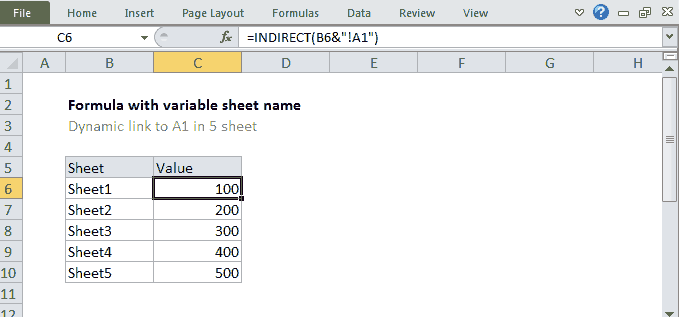 File Home Insert Page Layout Formulas Data Review View
C6 fx =INDIRECT(B6&"!A1")
A B C D E F G H
1
2 Formula with variable sheet name
3 Dynamic link to A1 in 5 sheet
4
5 Sheet Value
6 Sheet1 100
7 Sheet2 200
8 Sheet3 300
9 Sheet4 400
10 Sheet5 500
11
12